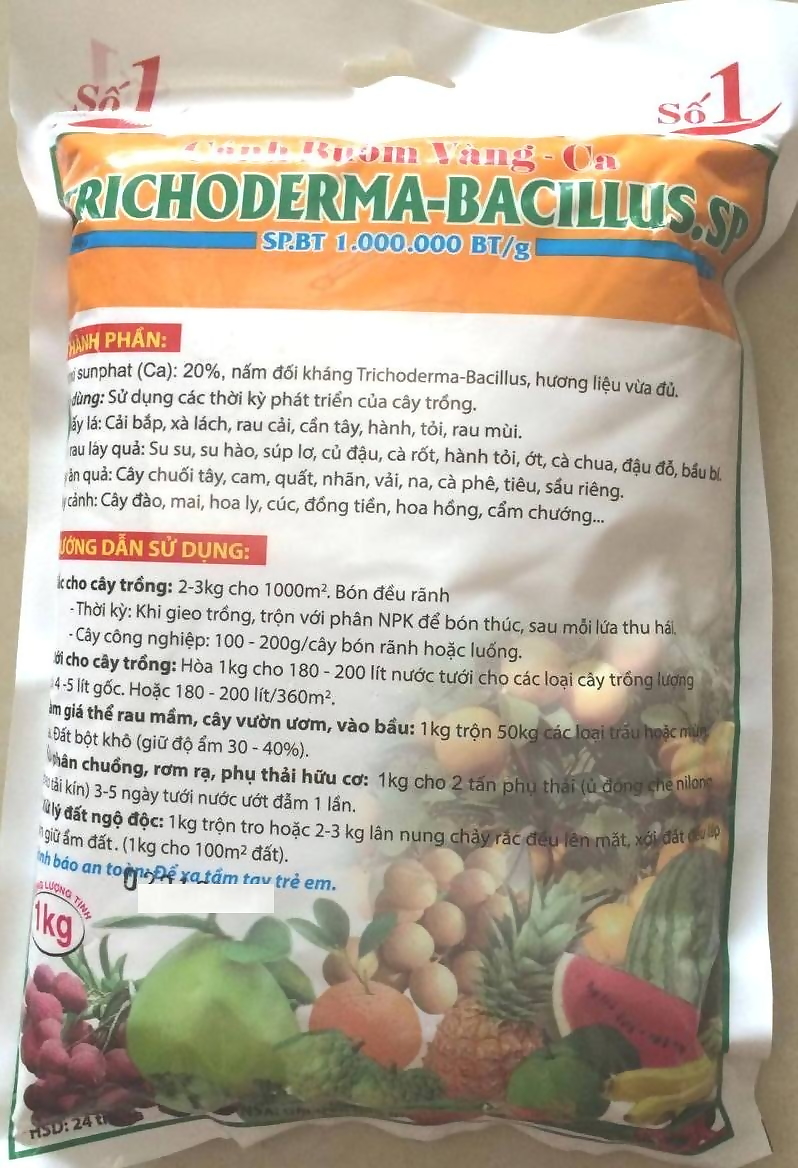 Số 1
Số 1
Cánh Buồm Vàng - Ca
TRICHODERMA-BACILLUS.SP
SP.BT 1.000.000 BT/g
THÀNH PHẦN:
sunphat (Ca): 20%, nấm đối kháng Trichoderma-Bacillus, hương liệu vừa đủ.
dùng: Sử dụng các thời kỳ phát triển của cây trồng.
lấy lá: Cải bắp, xà lách, rau cải, cần tây, hành, tỏi, rau mùi.
rau láy quả: Su su, su hào, súp lơ, củ đậu, cà rốt, hành tỏi, ớt, cà chua, đậu đỗ, bầu bí.
ăn quả: Cây chuối tây, cam, quất, nhãn, vải, na, cà phê, tiêu, sầu riêng.
cảnh: Cây đào, mai, hoa ly, cúc, đồng tiền, hoa hồng, cẩm chướng...
HƯỚNG DẪN SỬ DỤNG:
cho cây trồng: 2-3kg cho 1000m². Bón đều rãnh
- Thời kỳ: Khi gieo trồng, trộn với phân NPK để bón thúc, sau mỗi lứa thu hái.
- Cây công nghiệp: 100 - 200g/cây bón rãnh hoặc luống.
cho cây trồng: Hòa 1kg cho 180 - 200 lít nước tưới cho các loại cây trồng lượng
4 -5 lít gốc. Hoặc 180 - 200 lít/360m².
giá thể rau mầm, cây vườn ươm, vào bầu: 1kg trộn 50kg các loại trấu hoặc mùn
Đất bột khô (giữ độ ẩm 30 - 40%).
phân chuồng, rơm rạ, phụ thải hữu cơ: 1kg cho 2 tấn phụ thải (ủ đống che nilong
tải kín) 3-5 ngày tưới nước ướt đẫm 1 lần.
Xử lý đất ngộ độc: 1kg trộn tro hoặc 2-3 kg lân nung chảy rắc đều lên mặt, xới đất đều
giữ ẩm đất. (1kg cho 100m² đất).
báo an toàn: Để xa tầm tay trẻ em.
LƯỢNG TỊNH
1kg
HSD: 24